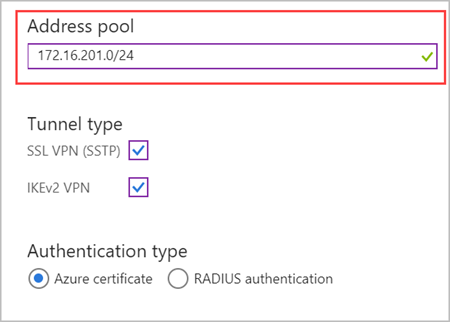 Address pool
172.16.201.0/24
Tunnel type
SSL VPN (SSTP)
IKEv2 VPN
Authentication type
Azure certificate RADIUS authentication